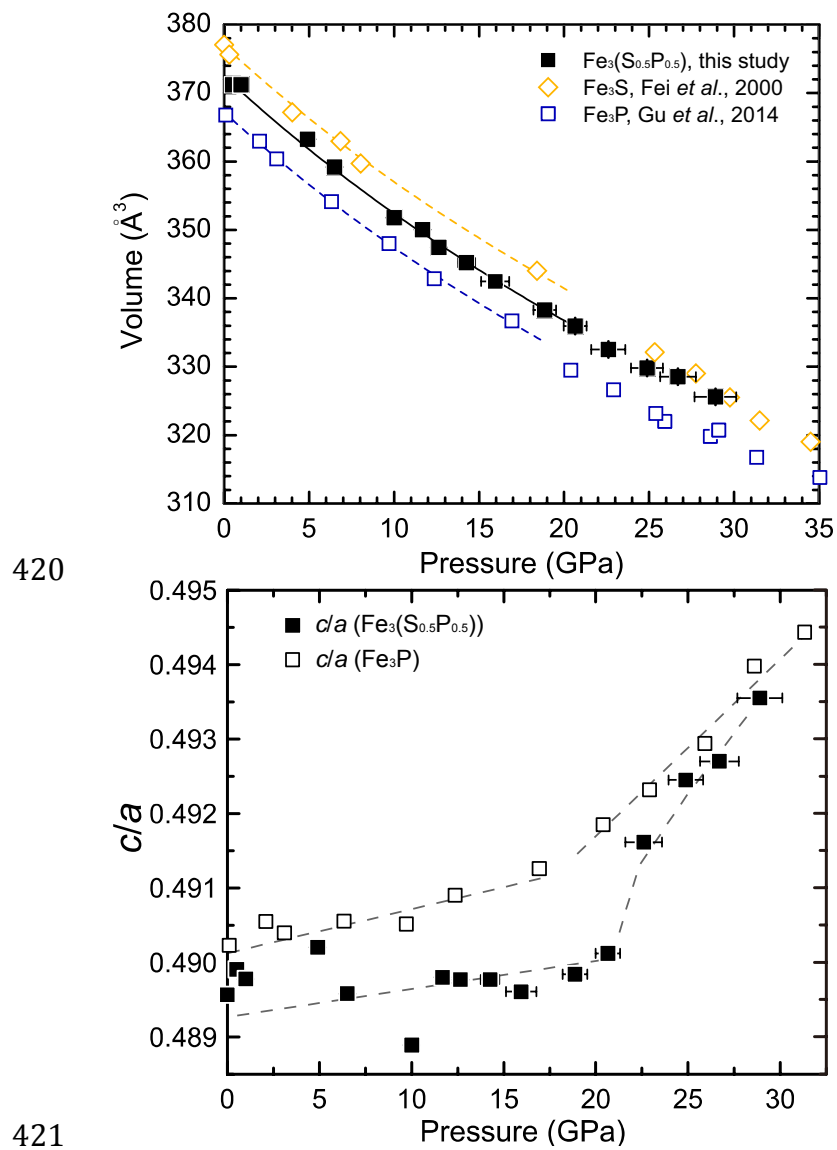 380
370
360
350
340
330
320
310
Volume (Å³)
Fe₃(S₀.₅P₀.₅), this study
Fe₃S, Fei et al., 2000
Fe₃P, Gu et al., 2014
0 5 10 15 20 25 30 35
Pressure (GPa)
420
0.495
0.494
0.493
0.492
0.491
0.490
0.489
c/a
c/a (Fe₃(S₀.₅P₀.₅))
c/a (Fe₃P)
0 5 10 15 20 25 30
Pressure (GPa)
421